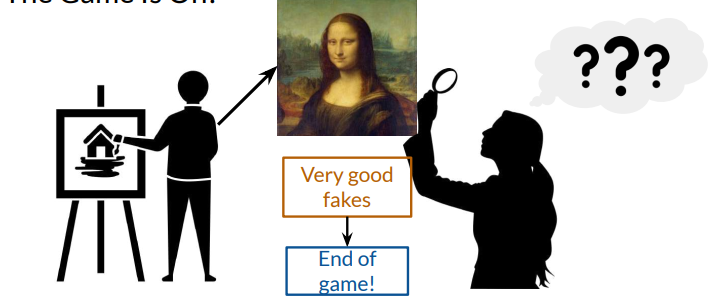 The Game Is On!
???
Very good
fakes
End of
game!